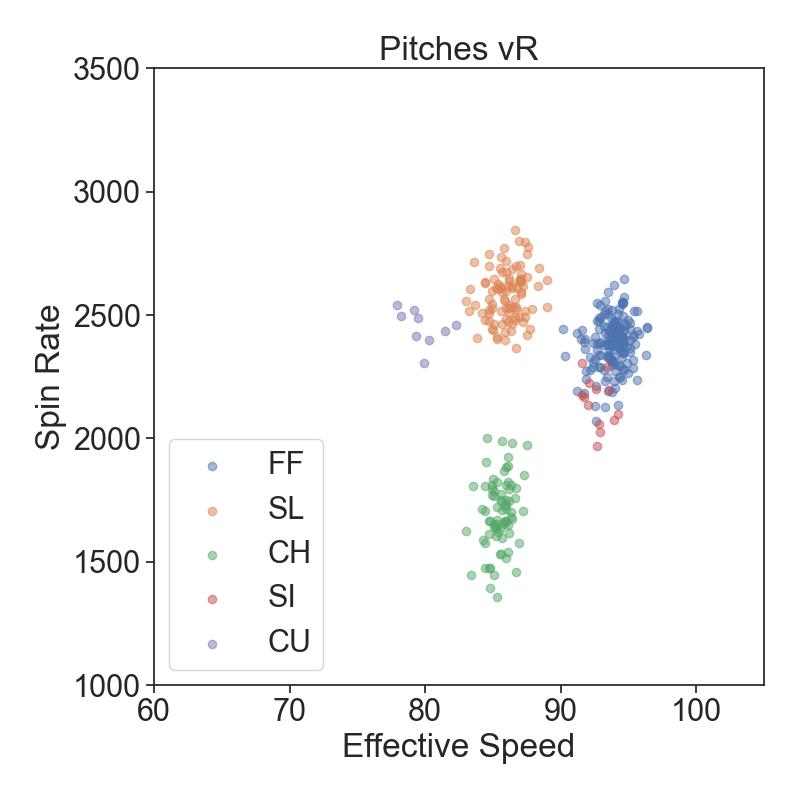 Pitches vR
3500
3000
2500
2000
1500
1000
Spin Rate
FF
SL
CH
SI
CU
60 70 80 90 100
Effective Speed